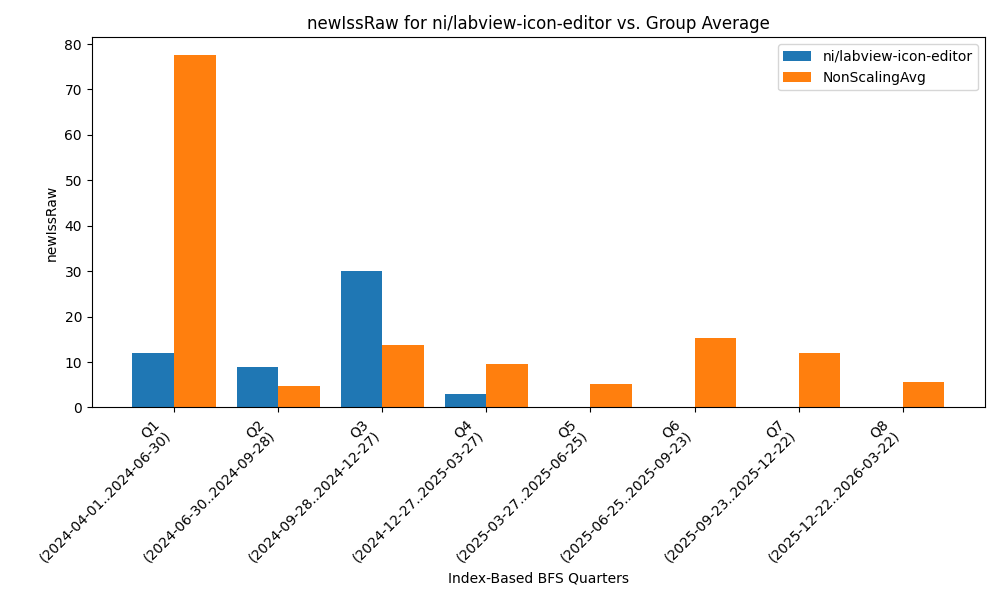 newIssRaw for ni/labview-icon-editor vs. Group Average
ni/labview-icon-editor
NonScalingAvg
newIssRaw
80
70
60
50
40
30
20
10
0
Q1
(2024-04-01..2024-06-30)
Q2
(2024-06-30..2024-09-28)
Q3
(2024-09-28..2024-12-27)
Q4
(2024-12-27..2025-03-27)
Q5
(2025-03-27..2025-06-25)
Q6
(2025-06-25..2025-09-23)
Q7
(2025-09-23..2025-12-22)
Q8
(2025-12-22..2026-03-22)
Index-Based BFS Quarters